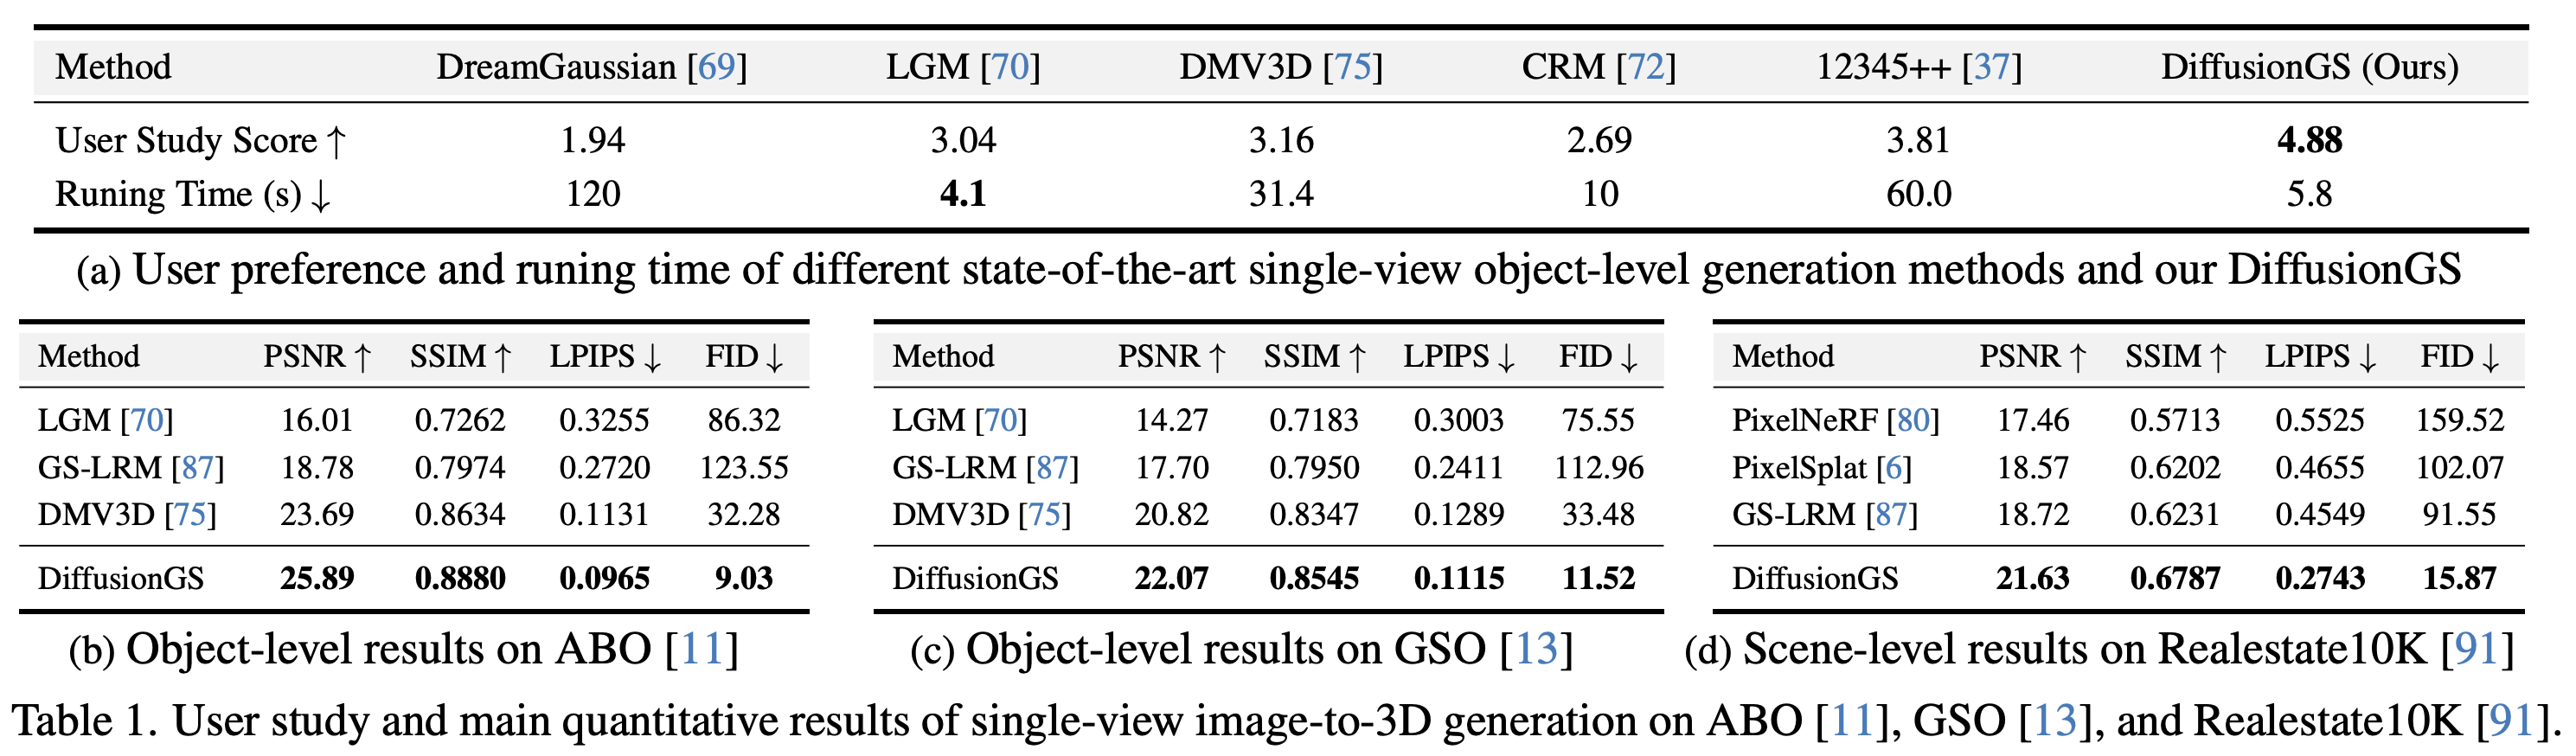 Method DreamGaussian [69] LGM [70] DMV3D [75] CRM [72] 12345++ [37] DiffusionGS (Ours)
User Study Score ↑ 1.94 3.04 3.16 2.69 3.81 4.88
Runing Time (s) ↓ 120 4.1 31.4 10 60.0 5.8
(a) User preference and runing time of different state-of-the-art single-view object-level generation methods and our DiffusionGS
Method PSNR ↑ SSIM ↑ LPIPS ↓ FID ↓
LGM [70] 16.01 0.7262 0.3255 86.32
GS-LRM [87] 18.78 0.7974 0.2720 123.55
DMV3D [75] 23.69 0.8634 0.1131 32.28
DiffusionGS 25.89 0.8880 0.0965 9.03
(b) Object-level results on ABO [11]
Method PSNR ↑ SSIM ↑ LPIPS ↓ FID ↓
LGM [70] 14.27 0.7183 0.3003 75.55
GS-LRM [87] 17.70 0.7950 0.2411 112.96
DMV3D [75] 20.82 0.8347 0.1289 33.48
DiffusionGS 22.07 0.8545 0.1115 11.52
(c) Object-level results on GSO [13]
Method PSNR ↑ SSIM ↑ LPIPS ↓ FID ↓
PixelNeRF [80] 17.46 0.5713 0.5525 159.52
PixelSplat [6] 18.57 0.6202 0.4655 102.07
GS-LRM [87] 18.72 0.6231 0.4549 91.55
DiffusionGS 21.63 0.6787 0.2743 15.87
(d) Scene-level results on Realestate10K [91]
Table 1. User study and main quantitative results of single-view image-to-3D generation on ABO [11], GSO [13], and Realestate10K [91].